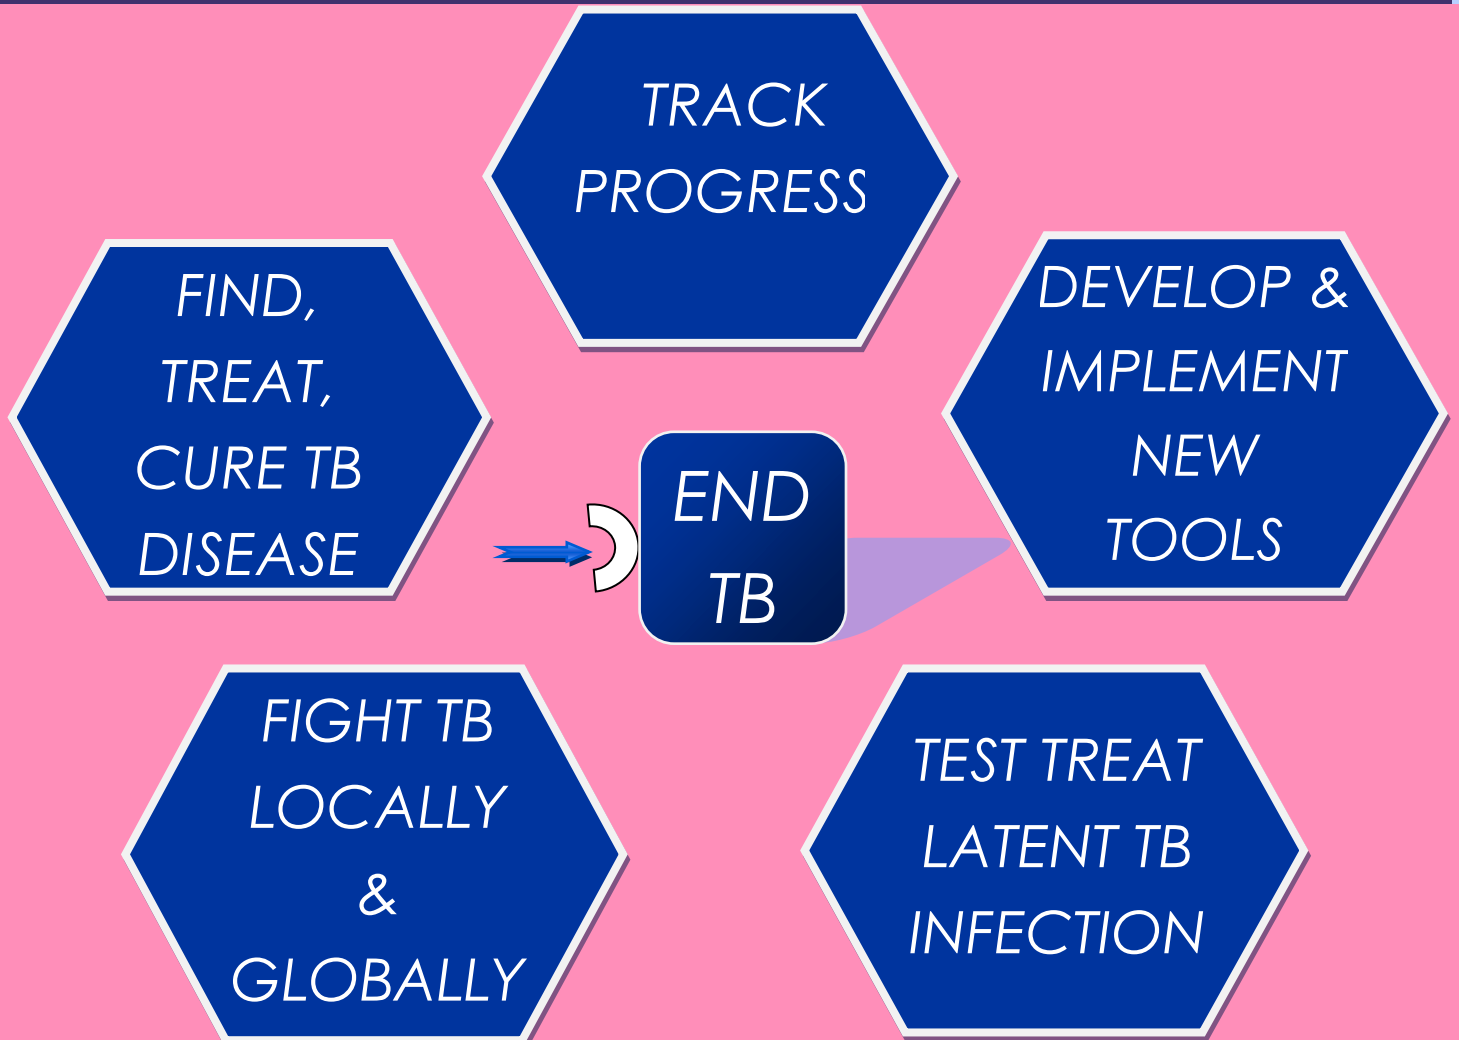 TRACK
PROGRESS
FIND,
TREAT,
CURE TB
DISEASE
DEVELOP &
IMPLEMENT
NEW
TOOLS
END
TB
FIGHT TB
LOCALLY
&
GLOBALLY
TEST TREAT
LATENT TB
INFECTION